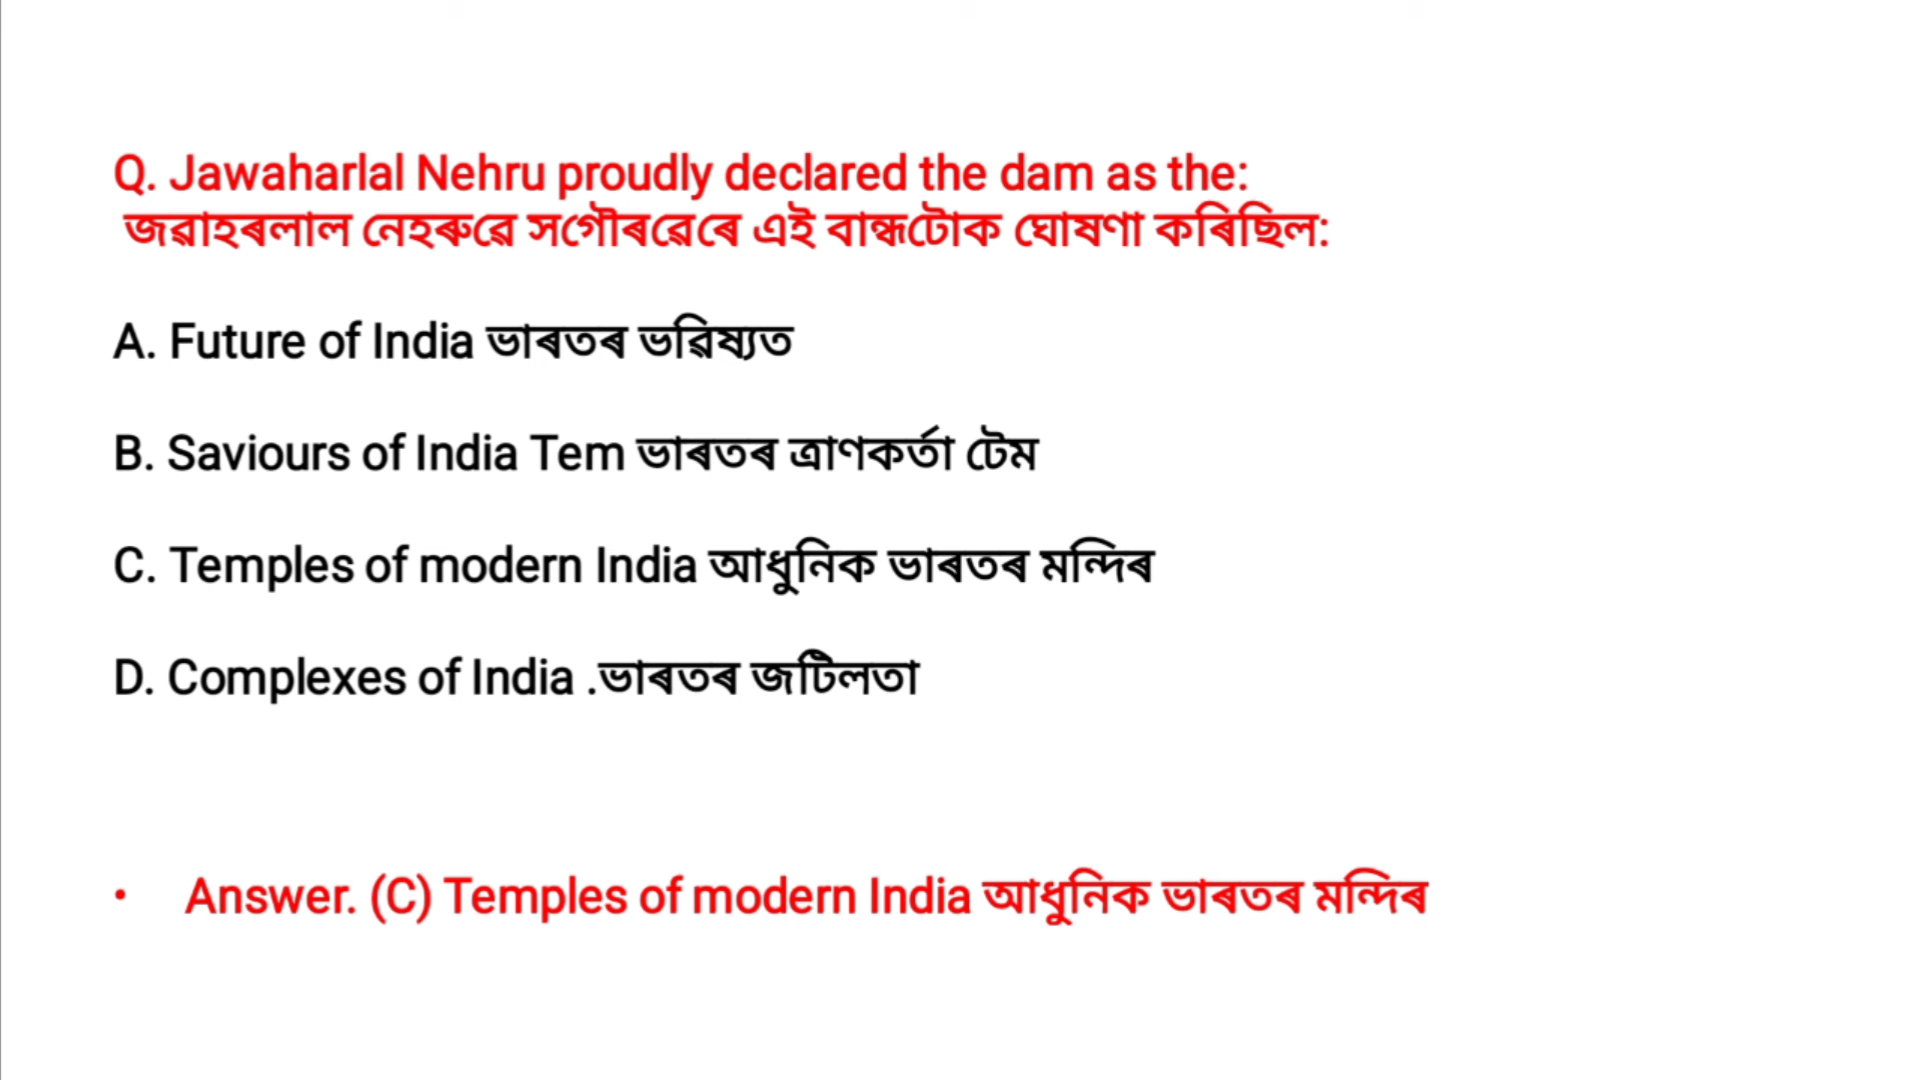 Q. Jawaharlal Nehru proudly declared the dam as the:
জৱাহৰলাল নেহৰুৱে সগৌৰৱেৰে এই বান্ধটোক ঘোষণা কৰিছিল:
A. Future of India ভাৰতৰ ভৱিষ্যত
B. Saviours of India Tem ভাৰতৰ ত্ৰাণকৰ্তা টেম
C. Temples of modern India আধুনিক ভাৰতৰ মন্দিৰ
D. Complexes of India .ভাৰতৰ জটিলতা
• Answer. (C) Temples of modern India আধুনিক ভাৰতৰ মন্দিৰ